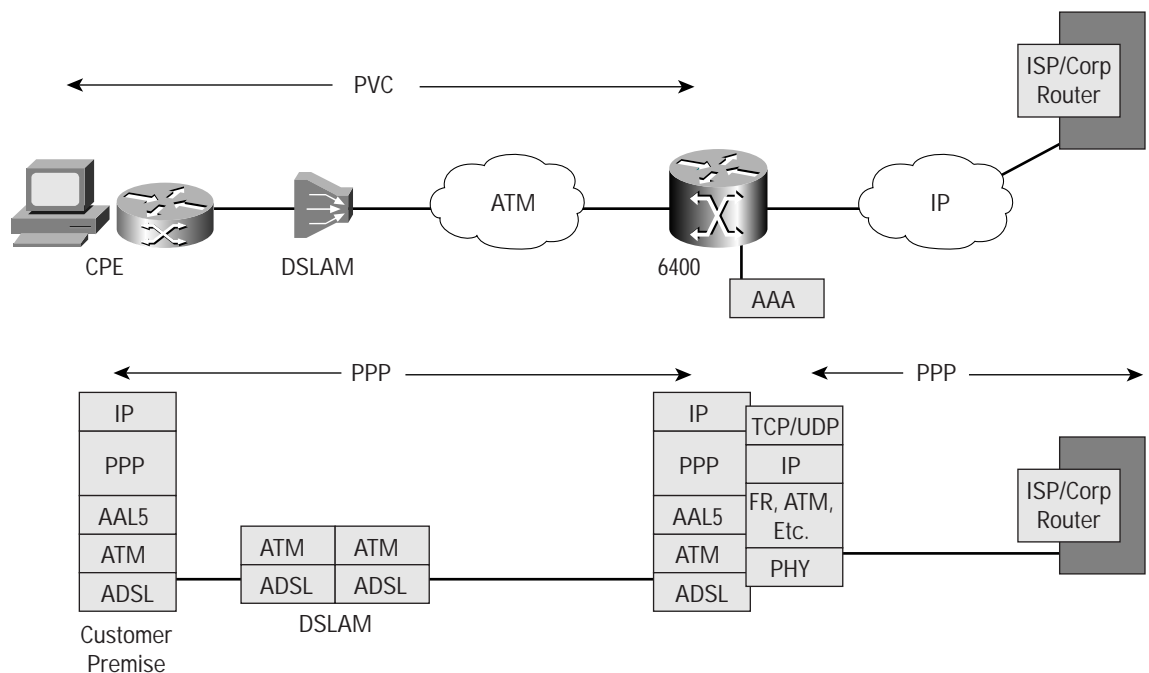 PVC
ISP/Corp
Router
ATM
IP
CPE
DSLAM
6400
AAA
PPP
PPP
IP
PPP
AAL5
ATM
ADSL
Customer
Premise
ATM
ATM
ADSL
ADSL
DSLAM
IP
PPP
AAL5
ATM
ADSL
TCP/UDP
IP
FR, ATM,
Etc.
PHY
ISP/Corp
Router